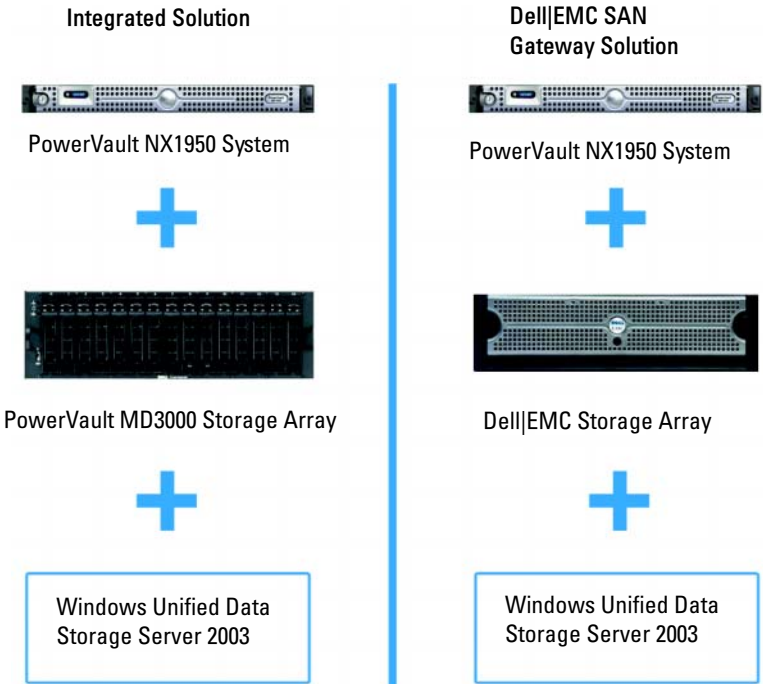 Integrated Solution
PowerVault NX1950 System
PowerVault MD3000 Storage Array
Windows Unified Data
Storage Server 2003
Dell|EMC SAN
Gateway Solution
PowerVault NX1950 System
Dell|EMC Storage Array
Windows Unified Data
Storage Server 2003